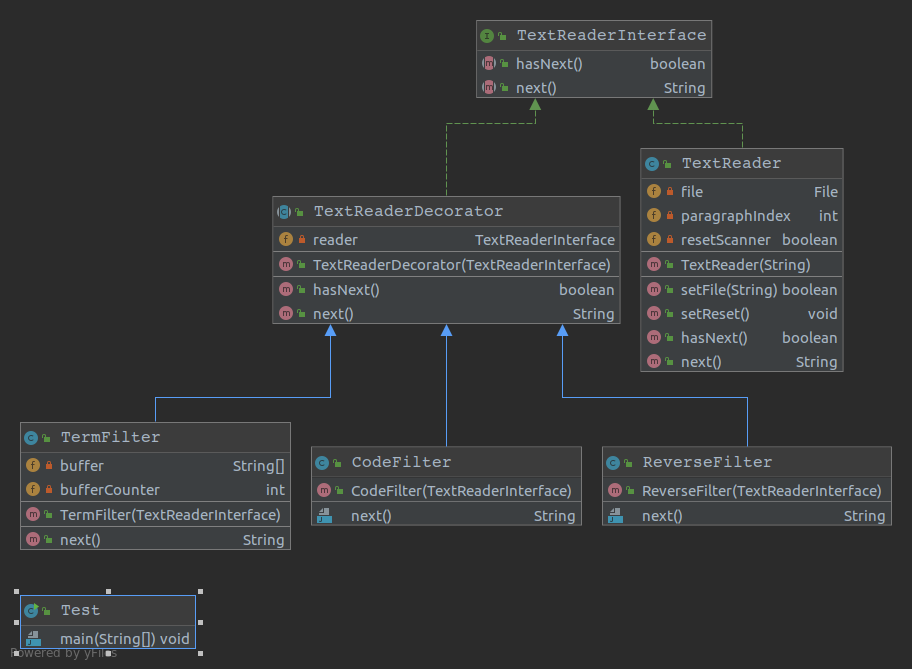 TextReaderInterface
hasNext() boolean
next() String
TextReader
file File
paragraphIndex int
resetScanner boolean
TextReader(String)
setFile(String) boolean
setReset() void
hasNext() boolean
next() String
TextReaderDecorator
reader TextReaderInterface
TextReaderDecorator(TextReaderInterface)
hasNext() boolean
next() String
TermFilter
buffer String[]
bufferCounter int
TermFilter(TextReaderInterface)
next() String
CodeFilter
CodeFilter(TextReaderInterface)
next() String
ReverseFilter
ReverseFilter(TextReaderInterface)
next() String
Test
main(String[]) void
Powered by yFiles